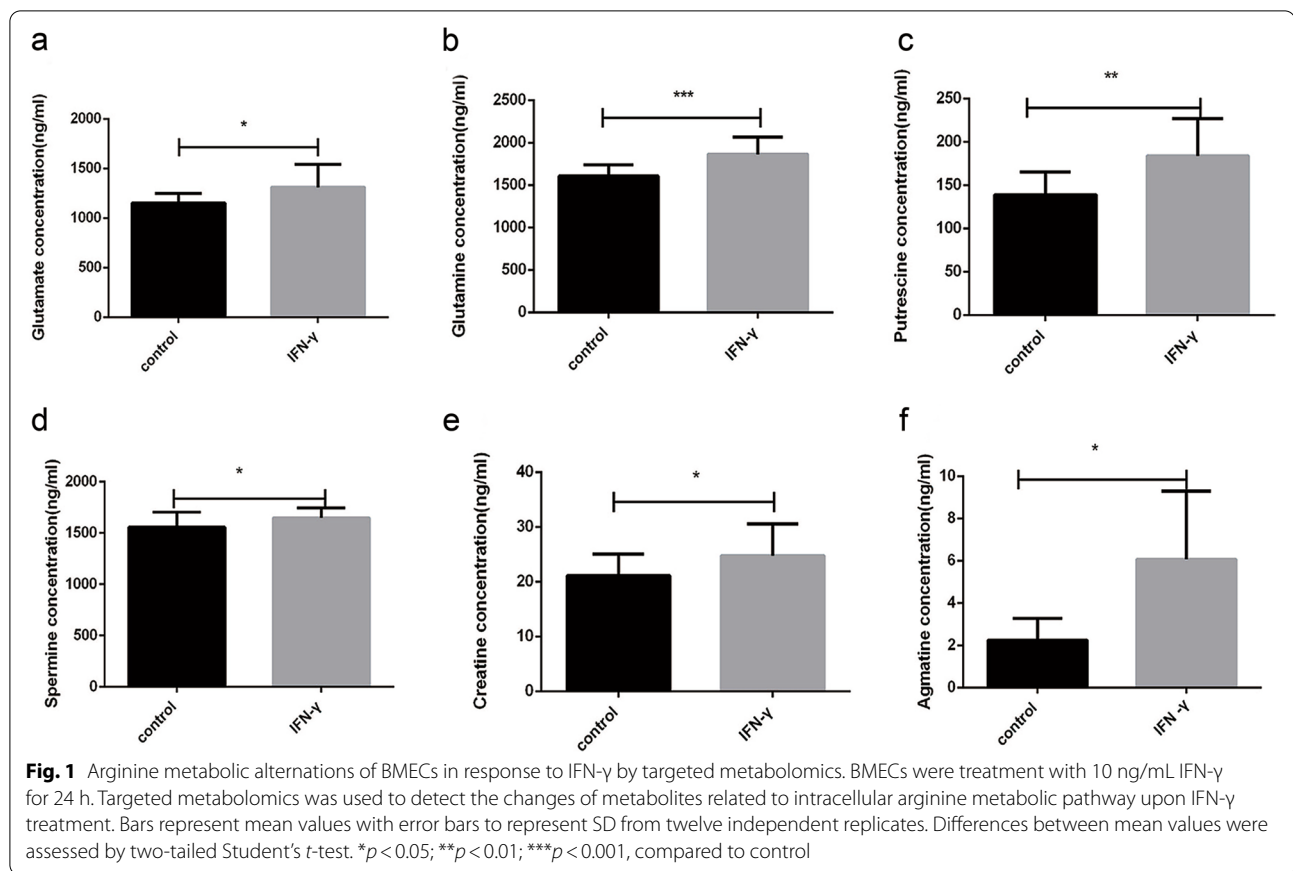 a
*
Glutamate concentration(ng/ml)
2000
1500
1000
500
0
control
IFN-γ
b
***
Glutamine concentration(ng/ml)
2500
2000
1500
1000
500
0
control
IFN-γ
c
**
Putrescine concentration(ng/ml)
250
200
150
100
50
0
control
IFN-γ
d
*
Spermine concentration(ng/ml)
2000
1500
1000
500
0
control
IFN-γ
e
*
Creatine concentration(ng/ml)
40
30
20
10
0
control
IFN-γ
f
*
Agmatine concentration(ng/ml)
10
8
6
4
2
0
control
IFN-γ
Fig. 1 Arginine metabolic alternations of BMECs in response to IFN-γ by targeted metabolomics. BMECs were treatment with 10 ng/mL IFN-γ
for 24 h. Targeted metabolomics was used to detect the changes of metabolites related to intracellular arginine metabolic pathway upon IFN-γ
treatment. Bars represent mean values with error bars to represent SD from twelve independent replicates. Differences between mean values were
assessed by two-tailed Student's t-test. *p < 0.05; **p < 0.01; ***p < 0.001, compared to control